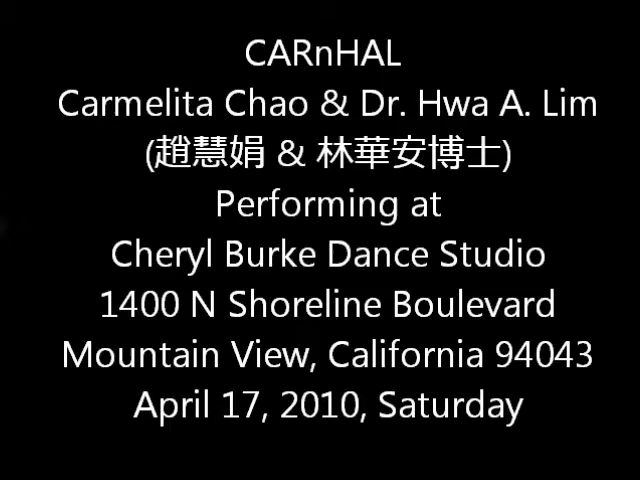 CARnHAL
Carmelita Chao & Dr. Hwa A. Lim
(趙慧娟 & 林華安博士)
Performing at
Cheryl Burke Dance Studio
1400 N Shoreline Boulevard
Mountain View, California 94043
April 17, 2010, Saturday